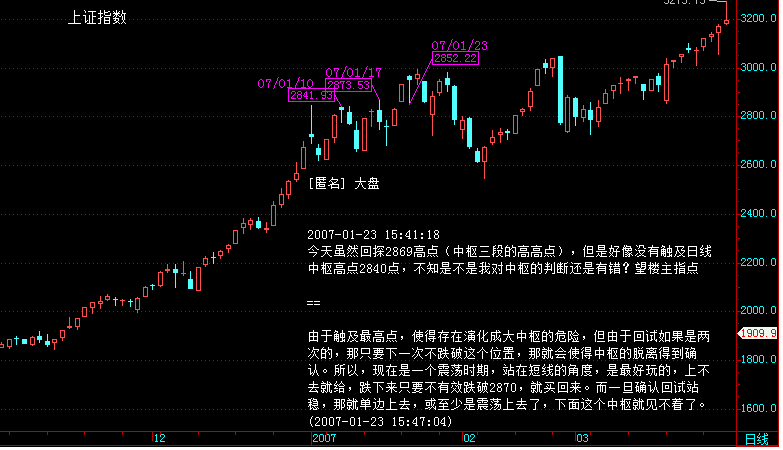 上证指数
3200.0
07/01/23
2852.22
3000.0
07/01/17
2873.53
07/01/10
2841.93
2800.0
2600.0
[匿名] 大盘
2400.0
2007-01-23 15:41:18
今天虽然回探2869高点（中枢三段的高高点），但是好像没有触及日线
中枢高点2840点，不知是不是我对中枢的判断还是有错？望楼主指点
2200.0
==
2000.0
由于触及最高点，使得存在演化成大中枢的危险，但由于回试如果是两
1909.9
次的，那只要下一次不跌破这个位置，那就会使得中枢的脱离得到确
1800.0
认。所以，现在是一个震荡时期，站在短线的角度，是最好玩的，上不
去就给，跌下来只要不有效跌破2870，就买回来。而一旦确认回试站
稳，那就单边上去，或至少是震荡上去了，下面这个中枢就见不着了。
1600.0
(2007-01-23 15:47:04)
12
2007
02
03
日线